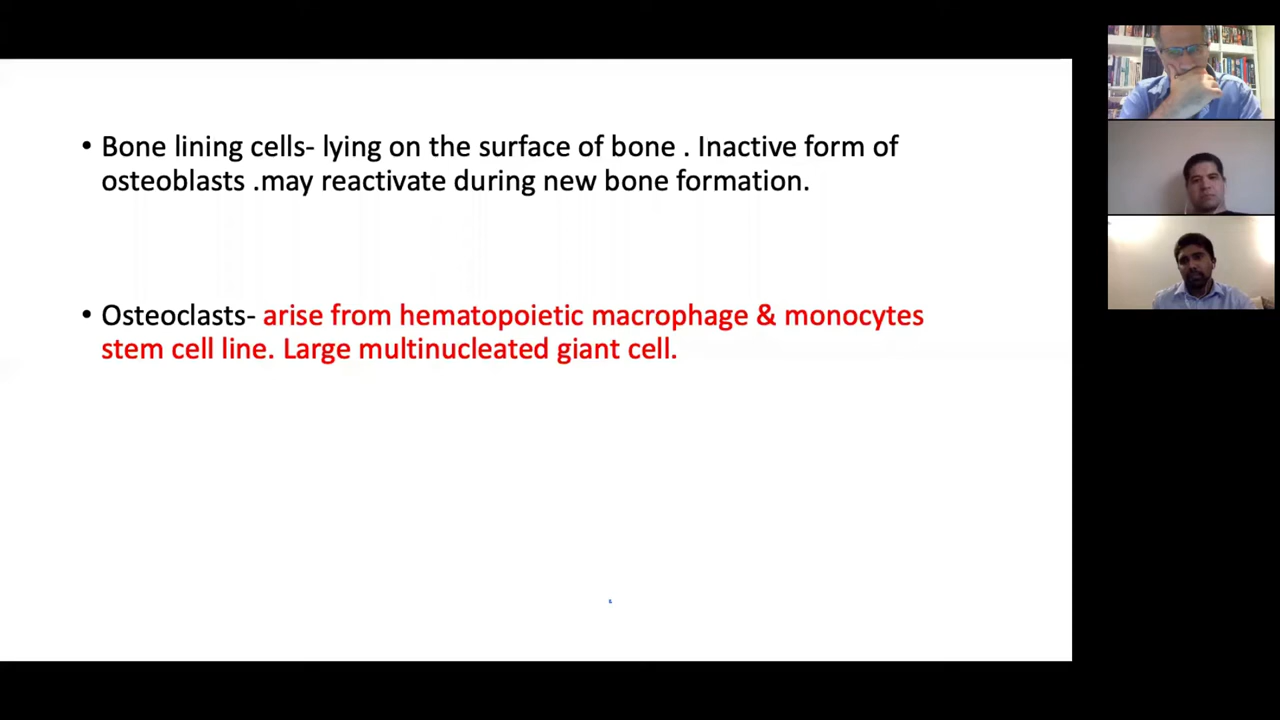 • Bone lining cells- lying on the surface of bone . Inactive form of
osteoblasts .may reactivate during new bone formation.
• Osteoclasts- arise from hematopoietic macrophage & monocytes
stem cell line. Large multinucleated giant cell.